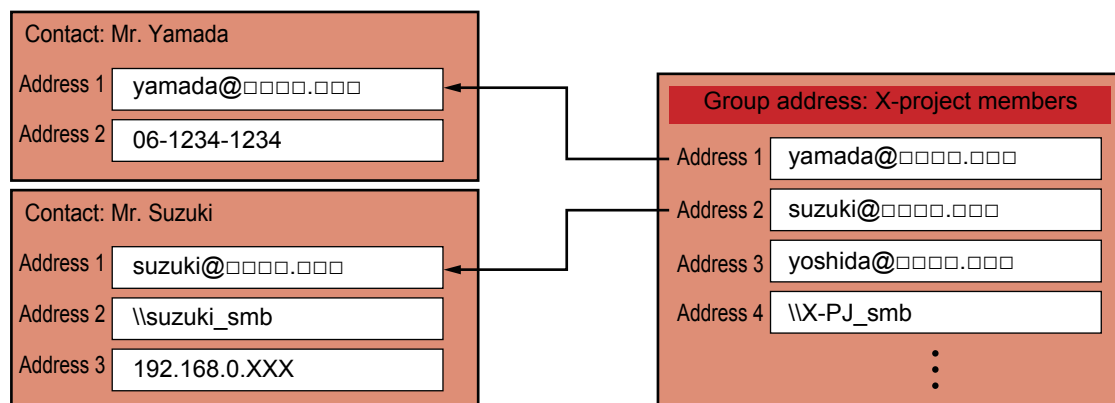 Contact: Mr. Yamada
Address 1 yamada@□□□□.□□□
Address 2 06-1234-1234
Contact: Mr. Suzuki
Address 1 suzuki@□□□□.□□□
Address 2 \\suzuki_smb
Address 3 192.168.0.XXX
Group address: X-project members
Address 1 yamada@□□□□.□□□
Address 2 suzuki@□□□□.□□□
Address 3 yoshida@□□□□.□□□
Address 4 \\X-PJ_smb